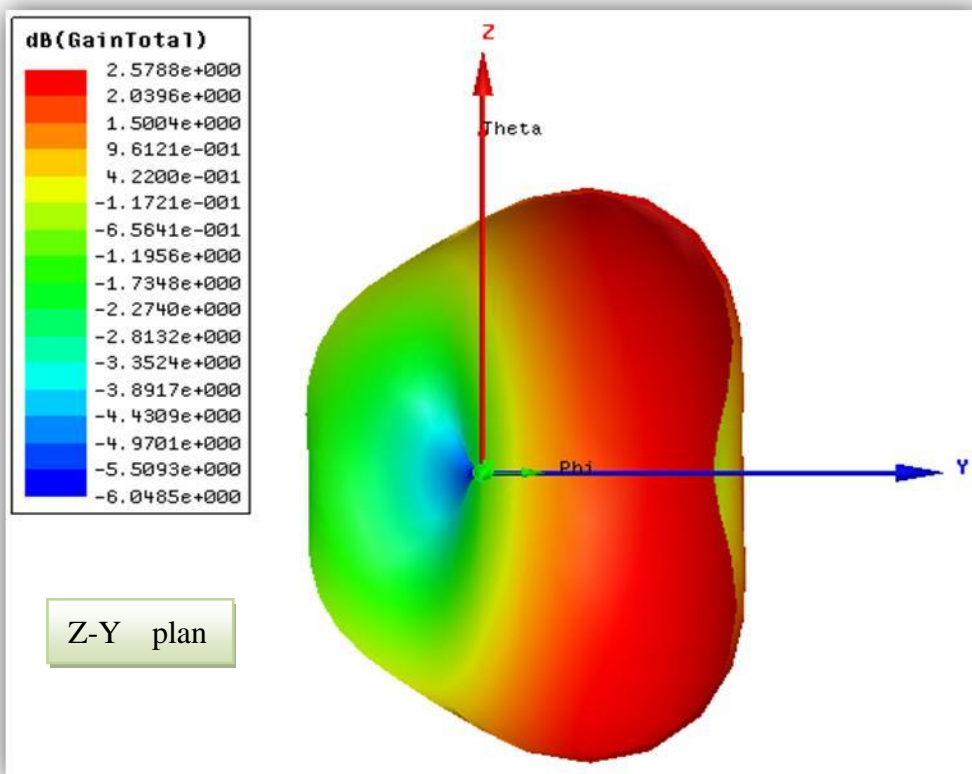 dB(GainTotal)
2.5788e+000
2.0396e+000
1.5004e+000
9.6121e-001
4.2200e-001
-1.1721e-001
-6.5641e-001
-1.1956e+000
-1.7348e+000
-2.2740e+000
-2.8132e+000
-3.3524e+000
-3.8917e+000
-4.4309e+000
-4.9701e+000
-5.5093e+000
-6.0485e+000
Z
Theta
Phi
Y
Z-Y plan